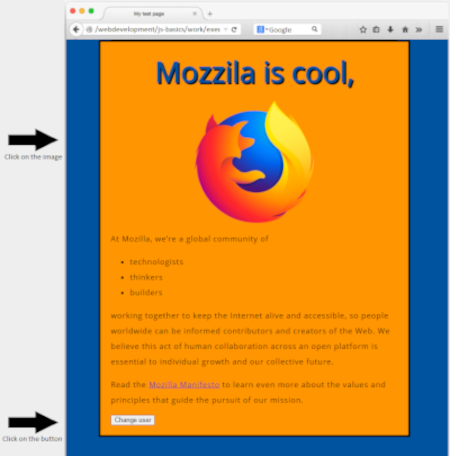 My test page
/webdevelopment/js-basics/work/exer
Google
Mozzila is cool,
Click on the image
At Mozilla, we're a global community of
technologists
thinkers
builders
working together to keep the Internet alive and accessible, so people
worldwide can be informed contributors and creators of the Web. We
believe this act of human collaboration across an open platform is
essential to individual growth and our collective future.
Read the Mozilla Manifesto to learn even more about the values and
principles that guide the pursuit of our mission.
Change user
Click on the button